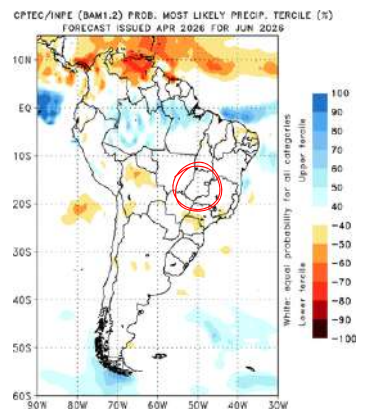 CPTEC/INPE (BAM1.2) PROB. MOST LIKELY PRECIP. TERCILE (%)
FORECAST ISSUED APR 2026 FOR JUN 2026
10N
EQ
10S
20S
30S
40S
50S
60S
90W 80W 70W 60W 50W 40W 30W
White: equal probability for all categories
Lower tercile
Upper tercile
100
90
80
70
60
40
-40
-50
-60
-70
-80
-90
-100